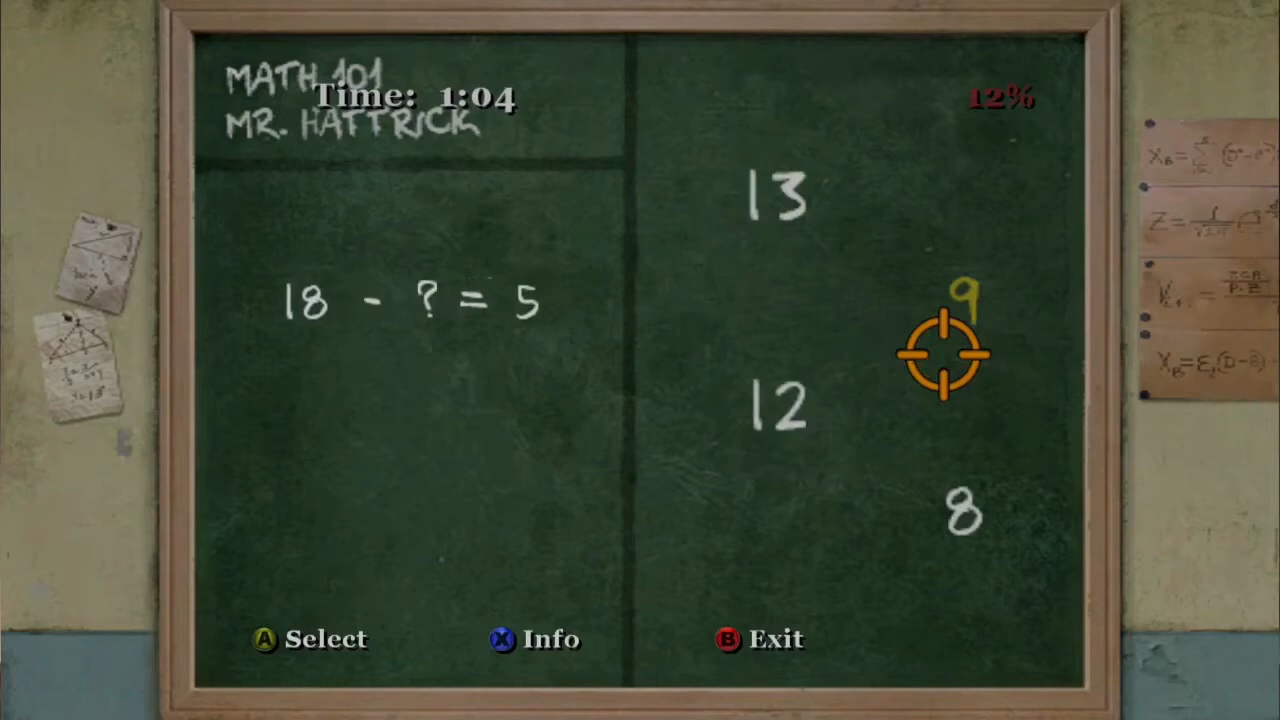 MATH 101
Time: 1:04
12%
MR. HATTRICK
18 - ? = 5
13
9
12
8
A Select
X Info
B Exit